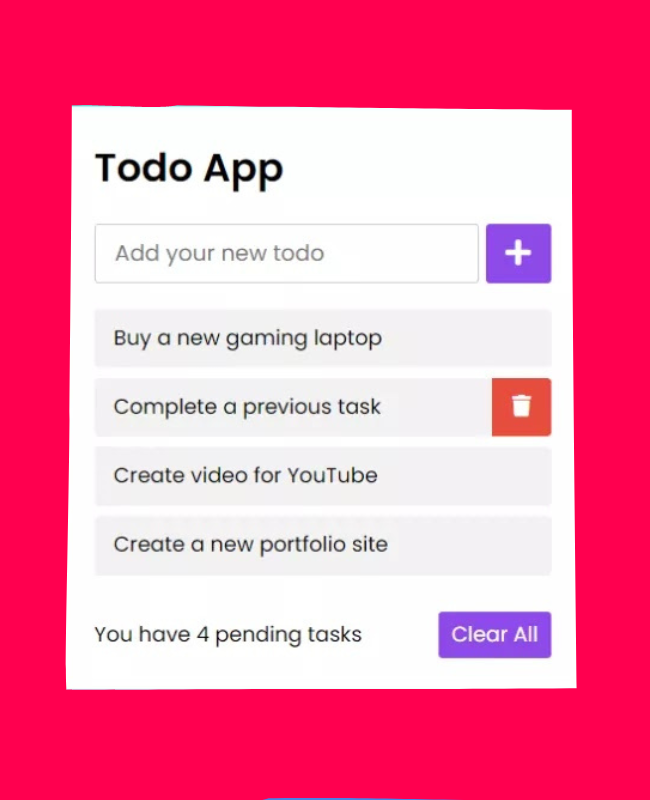 Todo App
Add your new todo
Buy a new gaming laptop
Complete a previous task
Create video for YouTube
Create a new portfolio site
You have 4 pending tasks
Clear All